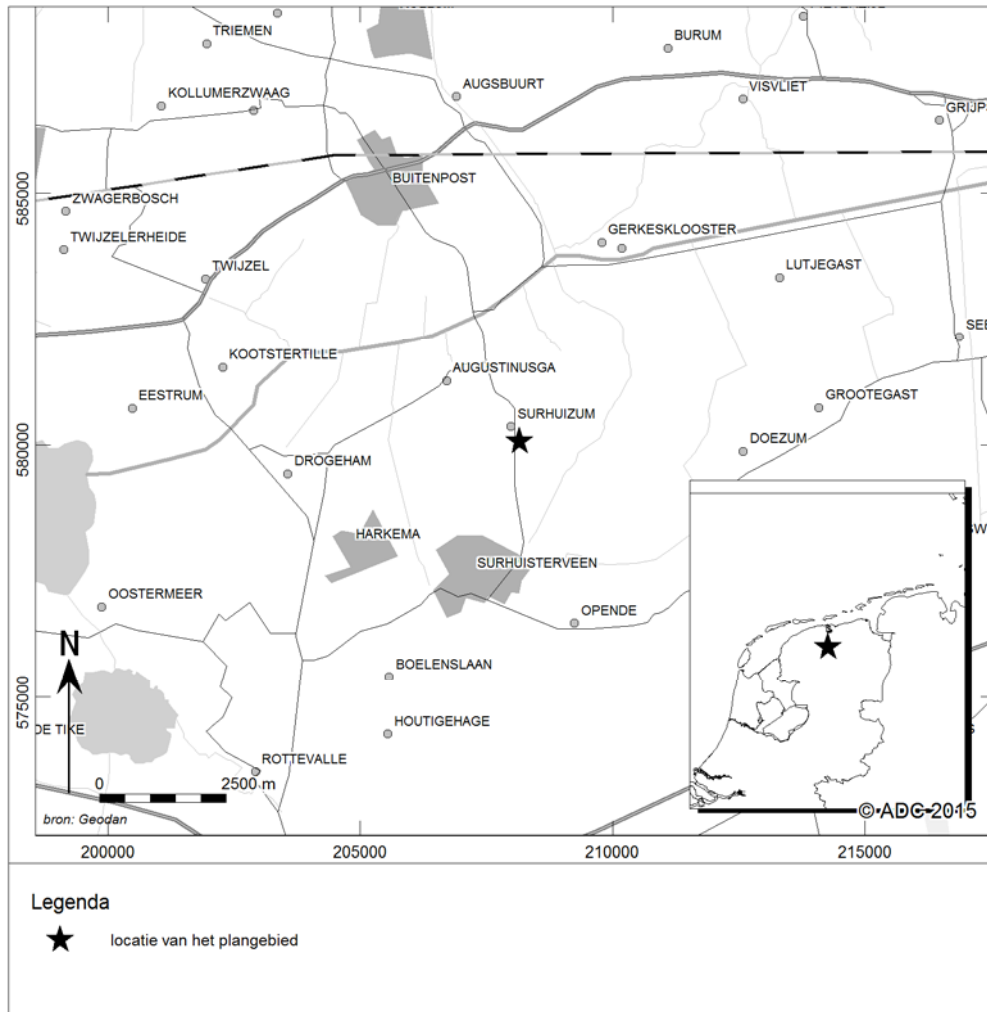 TRIEMEN
BURUM
KOLLUMERZWAAG
AUGSBUURT
VISVLIET
BUITENPOST
585000
ZWAGERBOSCH
TWIJZELERHEIDE
GERKESKLOOSTER
TWIJZEL
LUTJEGAST
KOOTSTERTILLE
AUGUSTINUSGA
EESTRUM
SURHUIZUM
GROOTEGAST
580000
DROGEHAM
DOEZUM
HARKEMA
SURHUISTERVEEN
OOSTERMEER
OPENDE
N
BOELENSLAAN
575000
DE TIKE
HOUTIGEHAGE
ROTTEVALLE
0 2500 m
bron: Geodan
© ADC 2015
200000 205000 210000 215000
Legenda
locatie van het plangebied